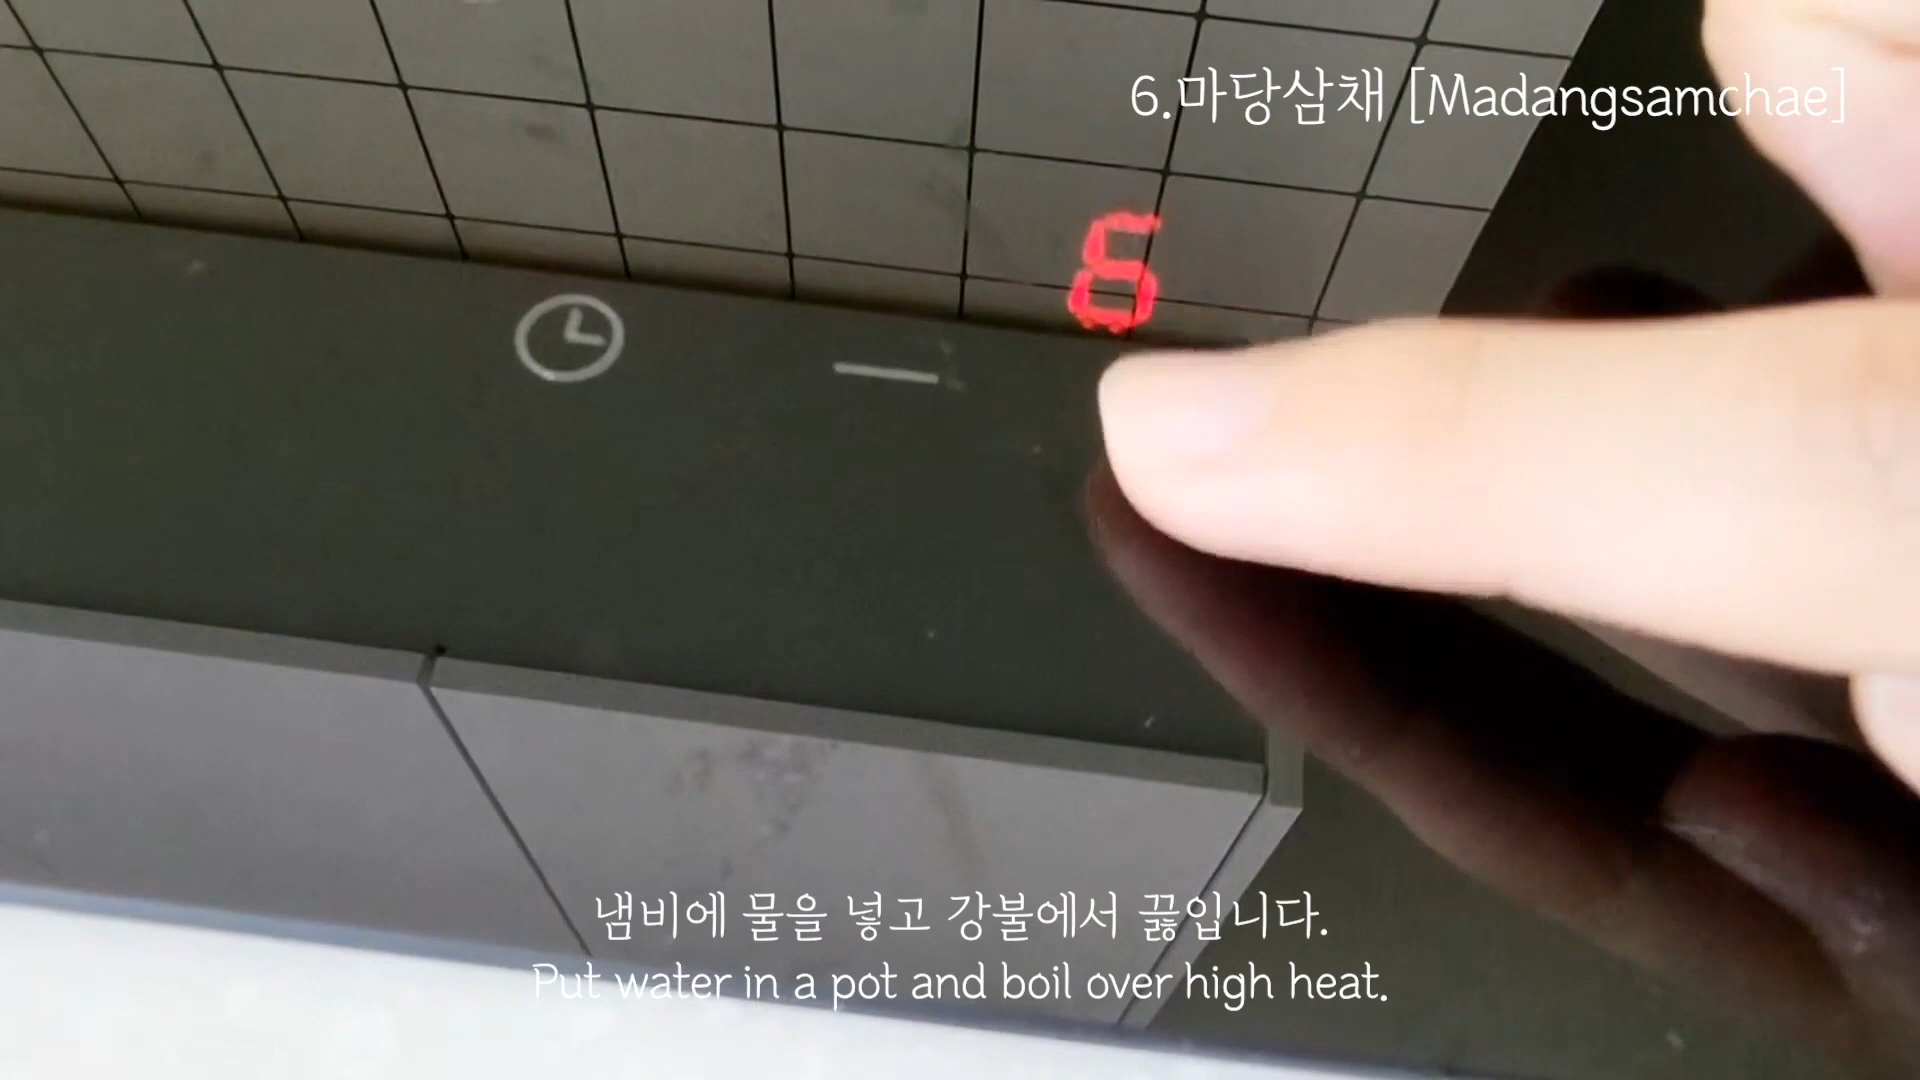 6.마당삼채 [Madangsamchae]
6
냄비에 물을 넣고 강불에서 끓입니다.
Put water in a pot and boil over high heat.